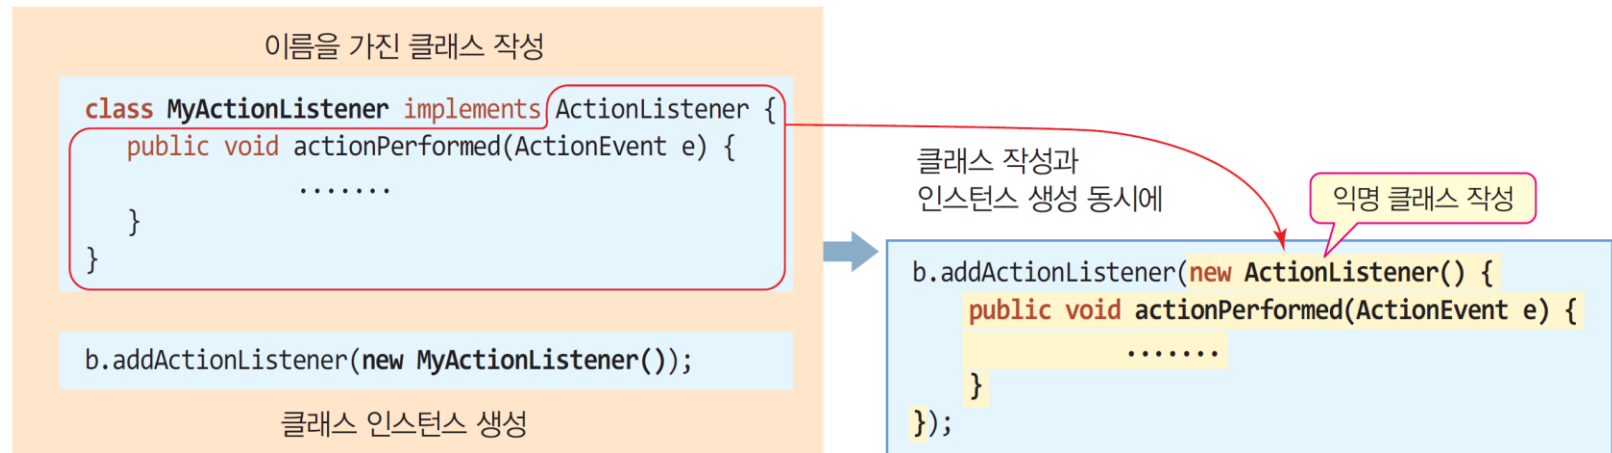 이름을 가진 클래스 작성
class MyActionListener implements ActionListener {
public void actionPerformed(ActionEvent e) {
.......
}
}
b.addActionListener(new MyActionListener());
클래스 인스턴스 생성
클래스 작성과
인스턴스 생성 동시에
익명 클래스 작성
b.addActionListener(new ActionListener() {
public void actionPerformed(ActionEvent e) {
.......
}
});